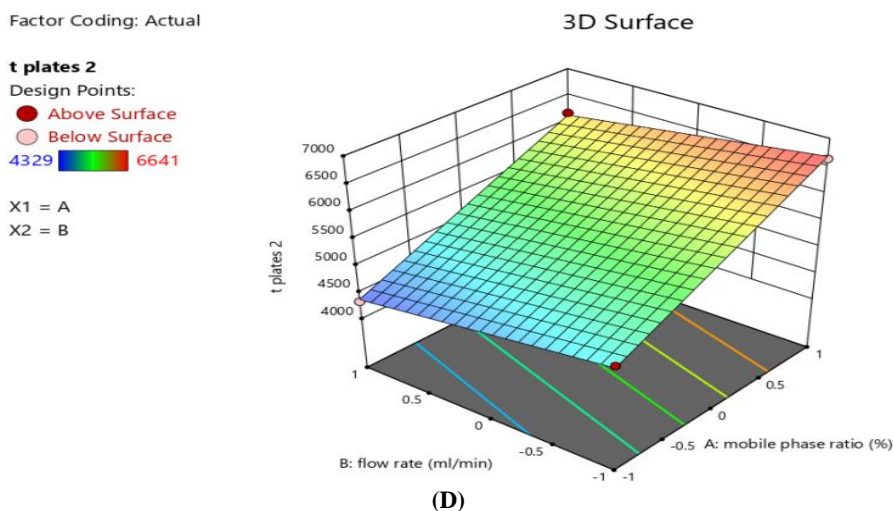 Factor Coding: Actual
3D Surface
t plates 2
Design Points:
Above Surface
Below Surface
4329 6641
X1 = A
X2 = B
7000
6500
6000
5500
5000
4500
4000
t plates 2
1
0.5
0
-0.5
-1
B: flow rate (ml/min)
-1
-0.5
0
0.5
1
A: mobile phase ratio (%)
(D)